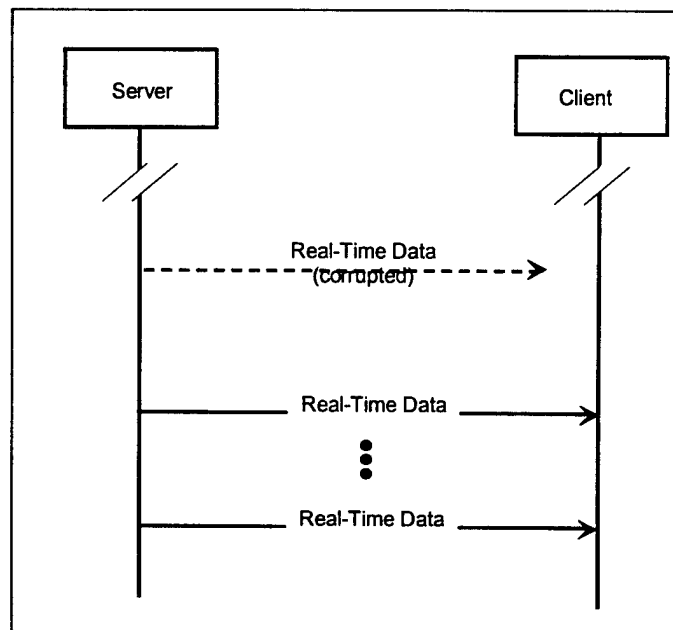 Server
Client
Real-Time Data
(corrupted)
Real-Time Data
Real-Time Data